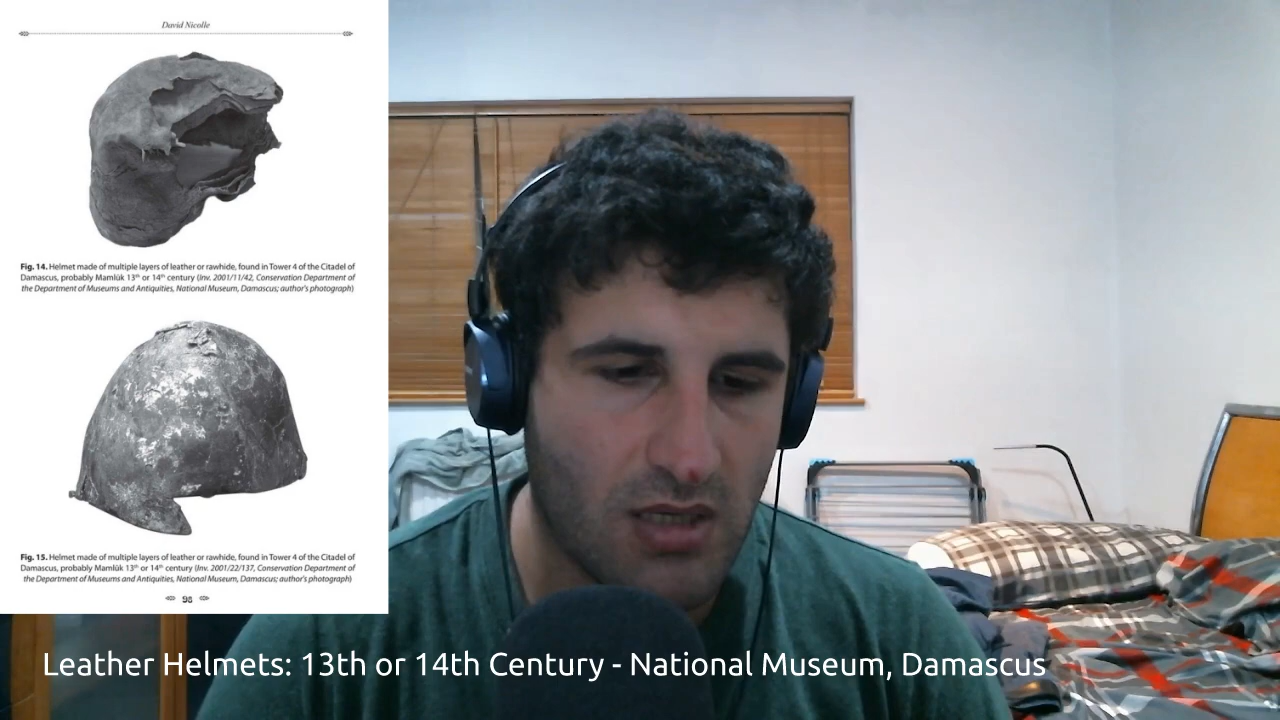 David Nicolle
Fig. 14. Helmet made of multiple layers of leather or rawhide, found in Tower 4 of the Citadel of
Damascus, probably Mamlūk 13th or 14th century (Inv. 2001/11/42, Conservation Department of
the Department of Museums and Antiquities, National Museum, Damascus; author's photograph)
Fig. 15. Helmet made of multiple layers of leather or rawhide, found in Tower 4 of the Citadel of
Damascus, probably Mamlūk 13th or 14th century (Inv. 2001/22/137, Conservation Department of
the Department of Museums and Antiquities, National Museum, Damascus; author's photograph)
98
Leather Helmets: 13th or 14th Century - National Museum, Damascus